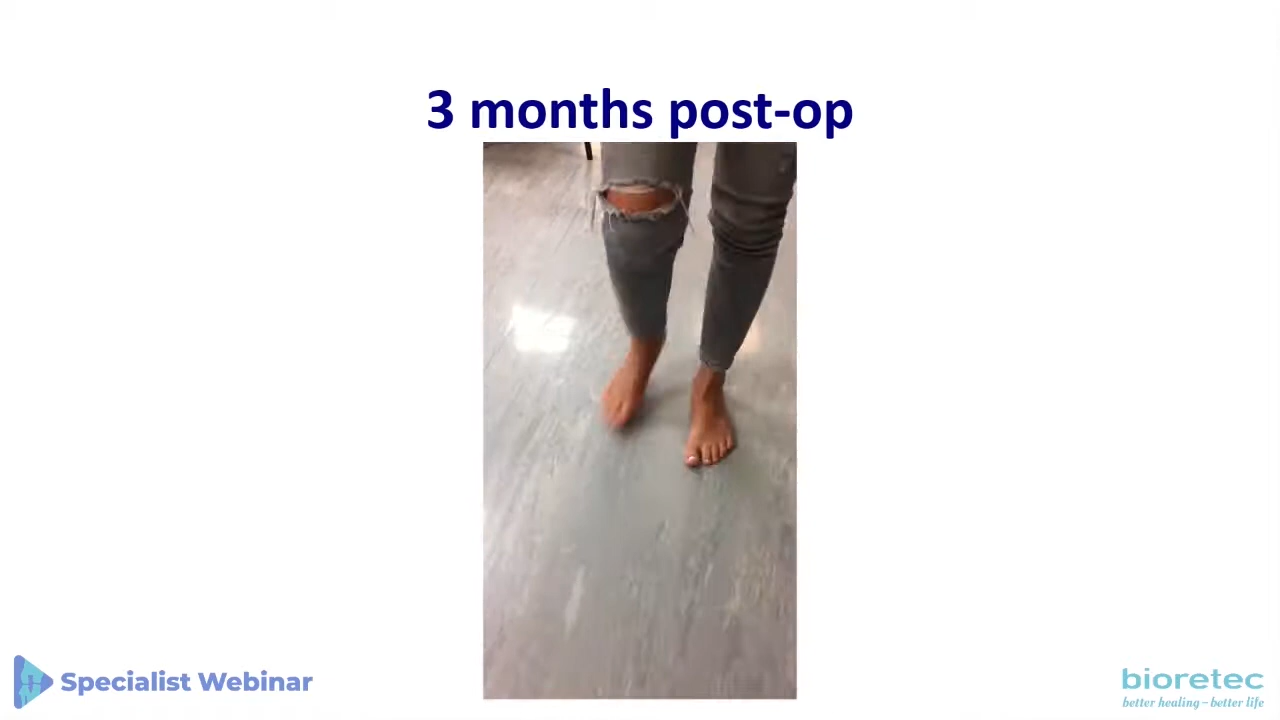 3 months post-op
Specialist Webinar
bioretec
better healing – better life